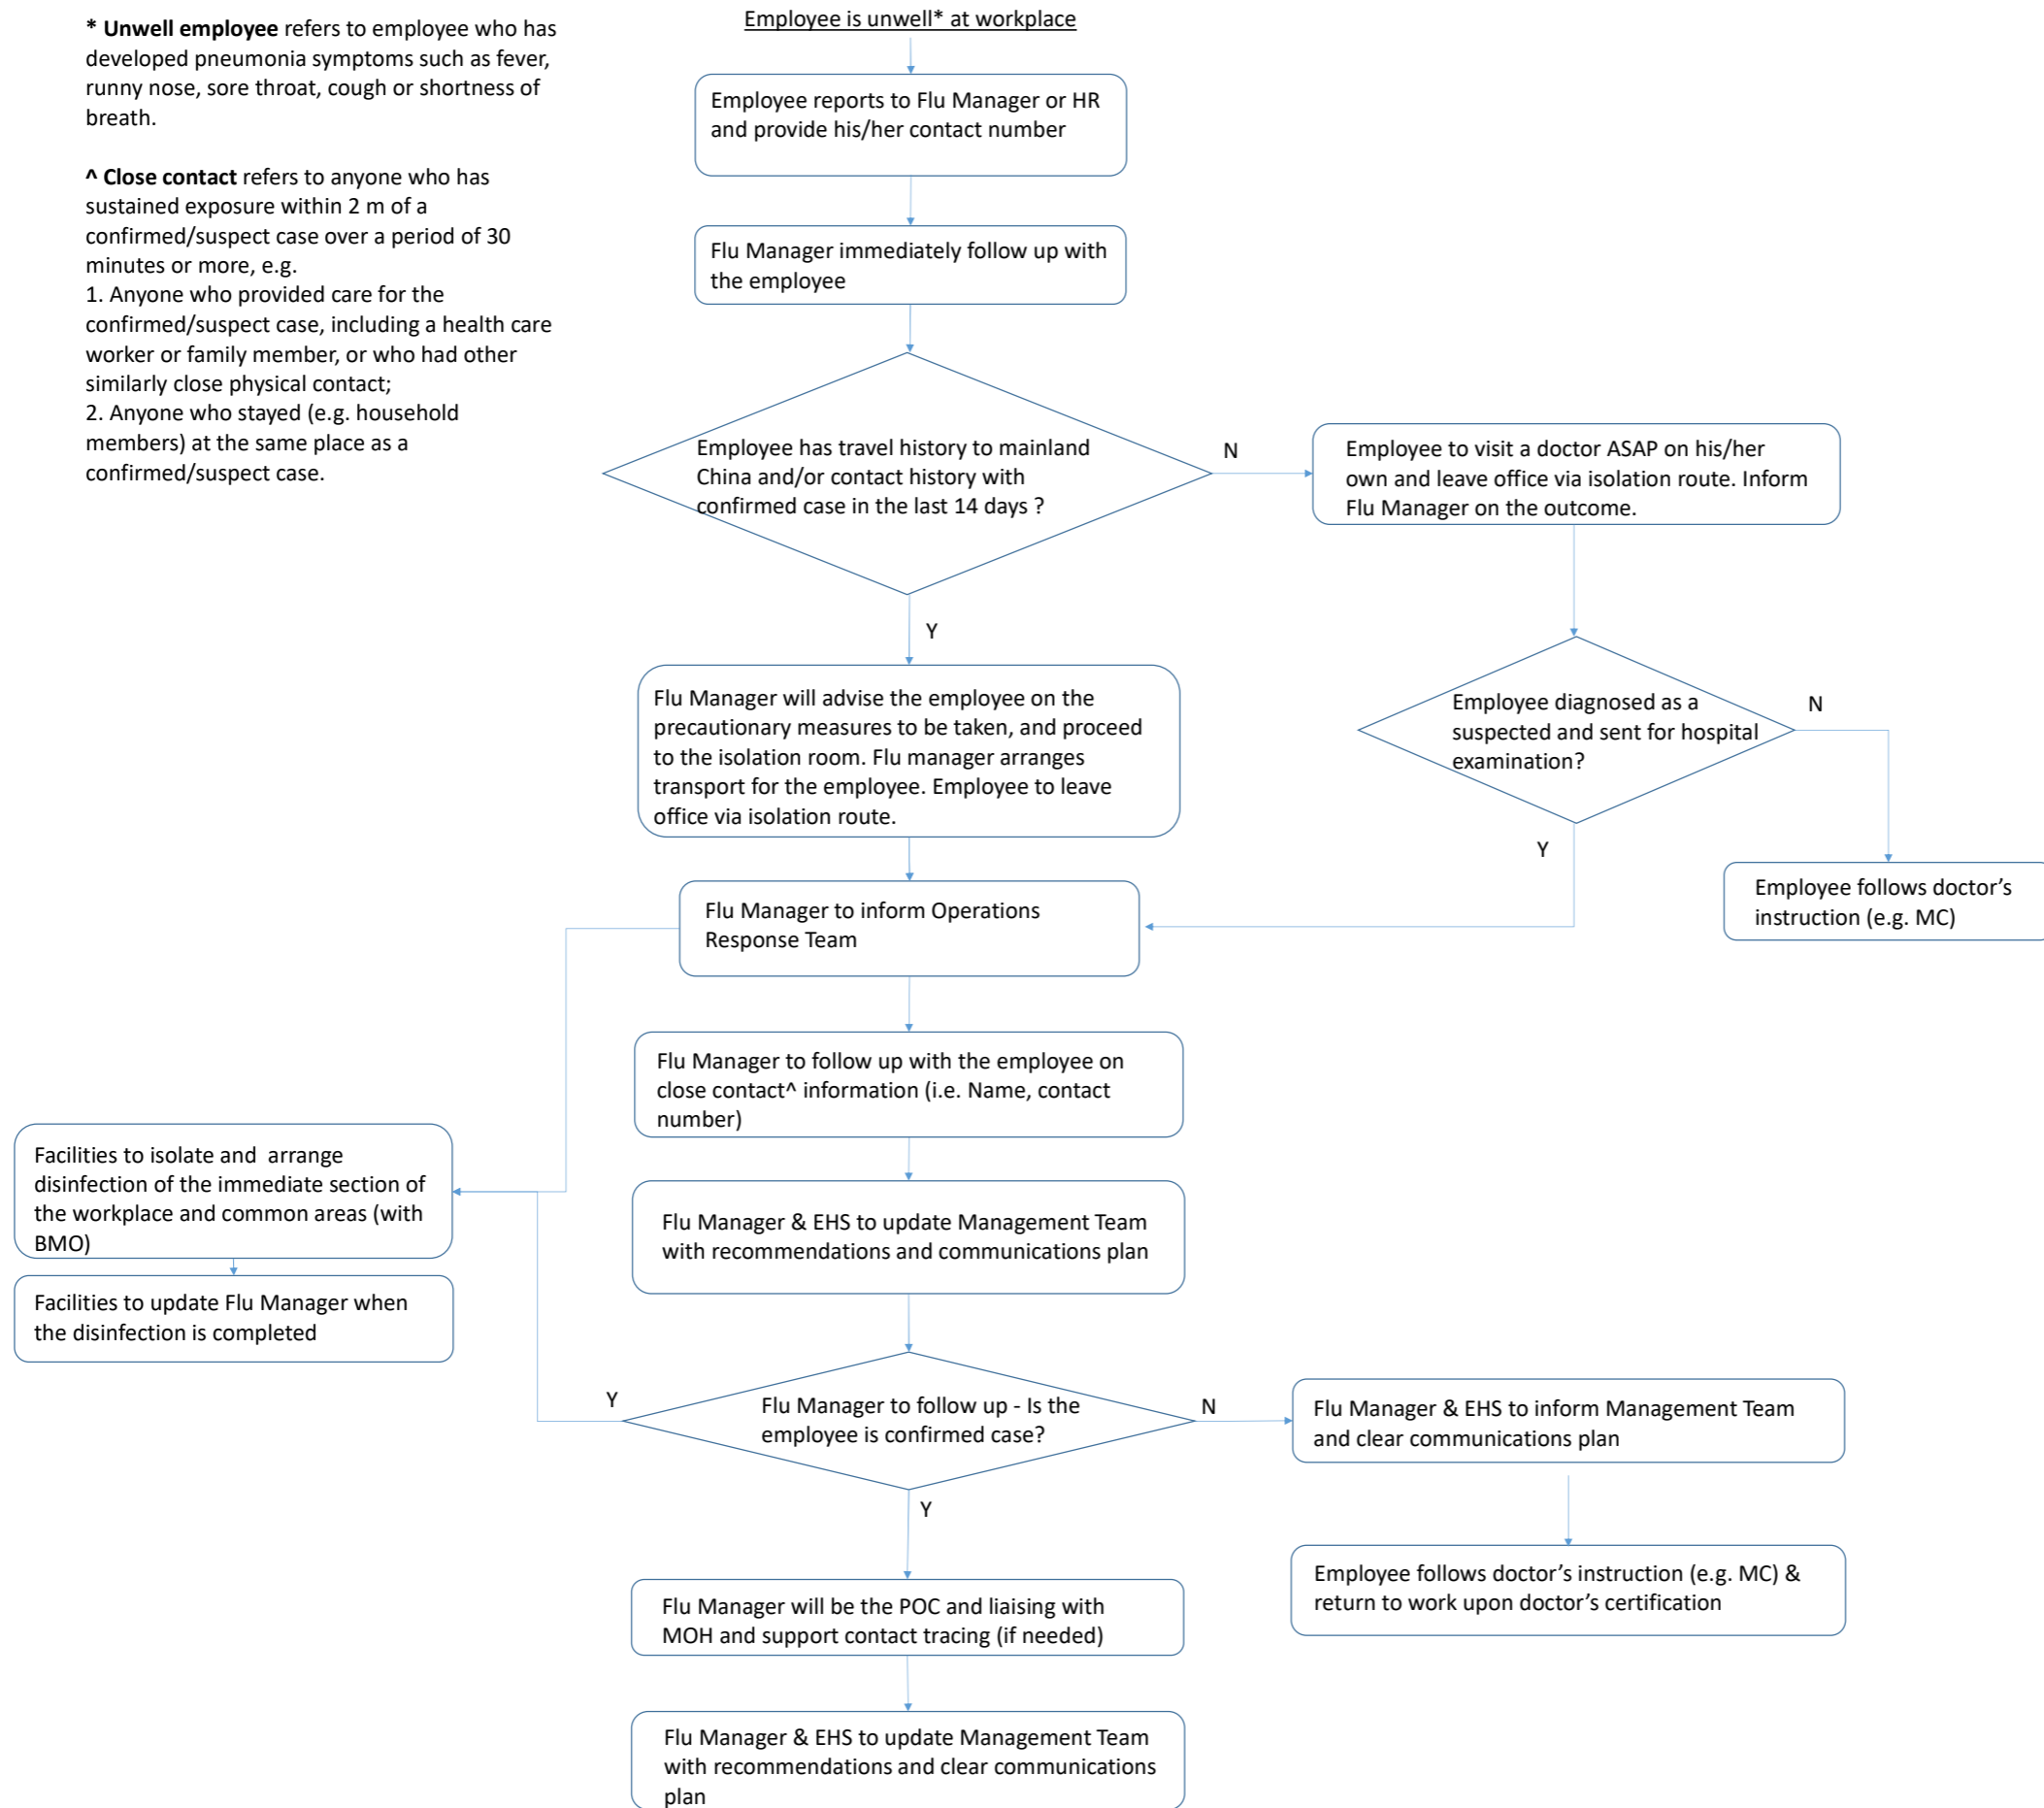 * Unwell employee refers to employee who has
developed pneumonia symptoms such as fever,
runny nose, sore throat, cough or shortness of
breath.
^ Close contact refers to anyone who has
sustained exposure within 2 m of a
confirmed/suspect case over a period of 30
minutes or more, e.g.
1. Anyone who provided care for the
confirmed/suspect case, including a health care
worker or family member, or who had other
similarly close physical contact;
2. Anyone who stayed (e.g. household
members) at the same place as a
confirmed/suspect case.
Employee is unwell* at workplace
Employee reports to Flu Manager or HR
and provide his/her contact number
Flu Manager immediately follow up with
the employee
Employee has travel history to mainland
China and/or contact history with
confirmed case in the last 14 days ?
N
Employee to visit a doctor ASAP on his/her
own and leave office via isolation route. Inform
Flu Manager on the outcome.
Y
Flu Manager will advise the employee on the
precautionary measures to be taken, and proceed
to the isolation room. Flu manager arranges
transport for the employee. Employee to leave
office via isolation route.
Employee diagnosed as a
suspected and sent for hospital
examination?
N
Y
Employee follows doctor’s
instruction (e.g. MC)
Flu Manager to inform Operations
Response Team
Flu Manager to follow up with the employee on
close contact^ information (i.e. Name, contact
number)
Facilities to isolate and  arrange
disinfection of the immediate section of
the workplace and common areas (with
BMO)
Facilities to update Flu Manager when
the disinfection is completed
Flu Manager & EHS to update Management Team
with recommendations and communications plan
Y
Flu Manager to follow up - Is the
employee is confirmed case?
N
Flu Manager & EHS to inform Management Team
and clear communications plan
Y
Employee follows doctor’s instruction (e.g. MC) &
return to work upon doctor’s certification
Flu Manager will be the POC and liaising with
MOH and support contact tracing (if needed)
Flu Manager & EHS to update Management Team
with recommendations and clear communications
plan